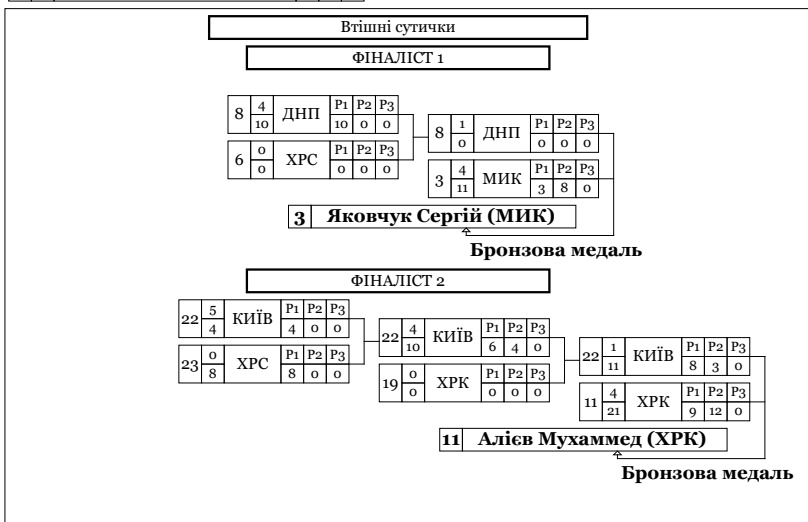 Втішні сутички
ФІНАЛІСТ 1
8 4 10 ДНП P1 P2 P3 10 0 0
6 0 0 ХРС P1 P2 P3 0 0 0
8 1 0 ДНП P1 P2 P3 0 0 0
3 4 11 МИК P1 P2 P3 3 8 0
3 Яковчук Сергій (МИК)
Бронзова медаль
ФІНАЛІСТ 2
22 5 4 КИЇВ P1 P2 P3 4 0 0
23 0 8 ХРС P1 P2 P3 8 0 0
22 4 10 КИЇВ P1 P2 P3 6 4 0
19 0 0 ХРК P1 P2 P3 0 0 0
22 1 11 КИЇВ P1 P2 P3 8 3 0
11 4 21 ХРК P1 P2 P3 9 12 0
11 Алієв Мухаммед (ХРК)
Бронзова медаль